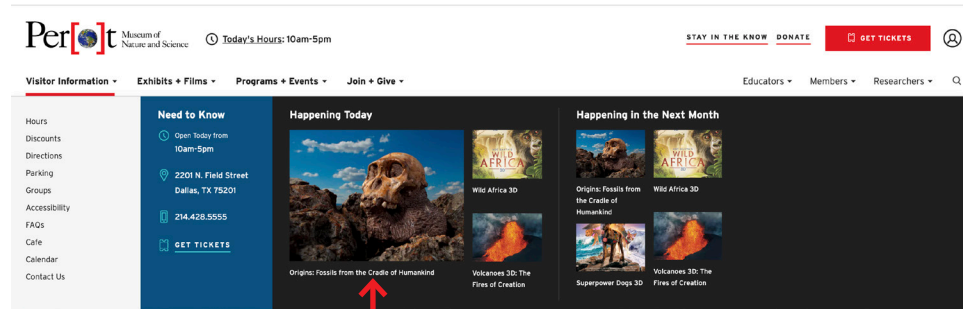 Perot Museum of
Nature and Science
Today's Hours: 10am-5pm
STAY IN THE KNOW DONATE
GET TICKETS
Visitor Information Exhibits + Films Programs + Events Join + Give
Educators Members Researchers
Hours
Discounts
Directions
Parking
Groups
Accessibility
FAQs
Cafe
Calendar
Contact Us
Need to Know
Open Today from
10am-5pm
2201 N. Field Street
Dallas, TX 75201
214.428.5555
GET TICKETS
Happening Today
Origins: Fossils from the Cradle of Humankind
WILD
AFRICA
Wild Africa 3D
Volcanoes 3D: The
Fires of Creation
Happening in the Next Month
Origins: Fossils from
the Cradle of
Humankind
WILD
AFRICA
Wild Africa 3D
Superpower Dogs 3D
Volcanoes 3D: The
Fires of Creation